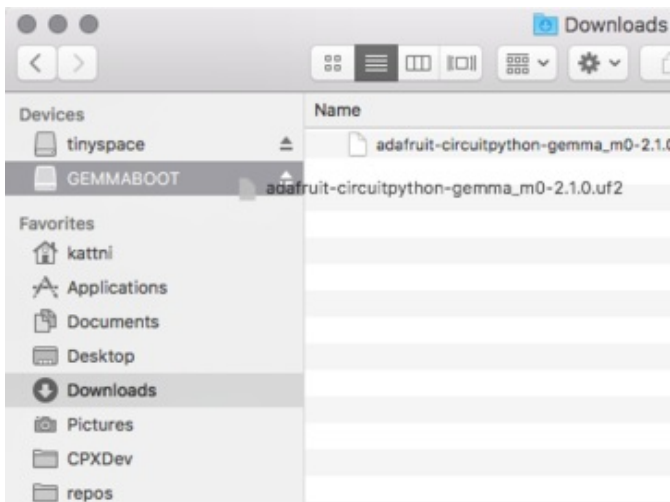 Downloads
Devices
tinyspace
GEMMABOOT
Favorites
kattni
Applications
Documents
Desktop
Downloads
Pictures
CPXDev
repos
Name
adafruit-circuitpython-gemma_m0-2.1.0
adafruit-circuitpython-gemma_m0-2.1.0.uf2